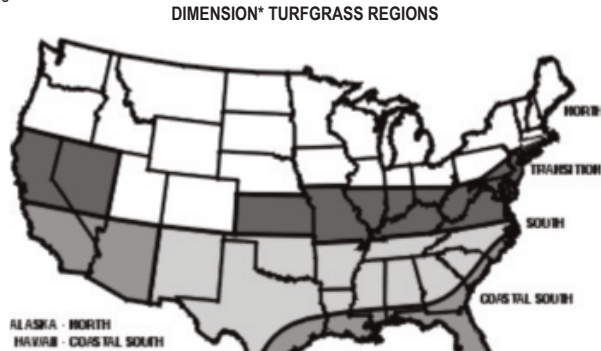 DIMENSION* TURFGRASS REGIONS
NORTH
TRANSITION
SOUTH
COASTAL SOUTH
ALASKA - NORTH
HAWAII - COASTAL SOUTH